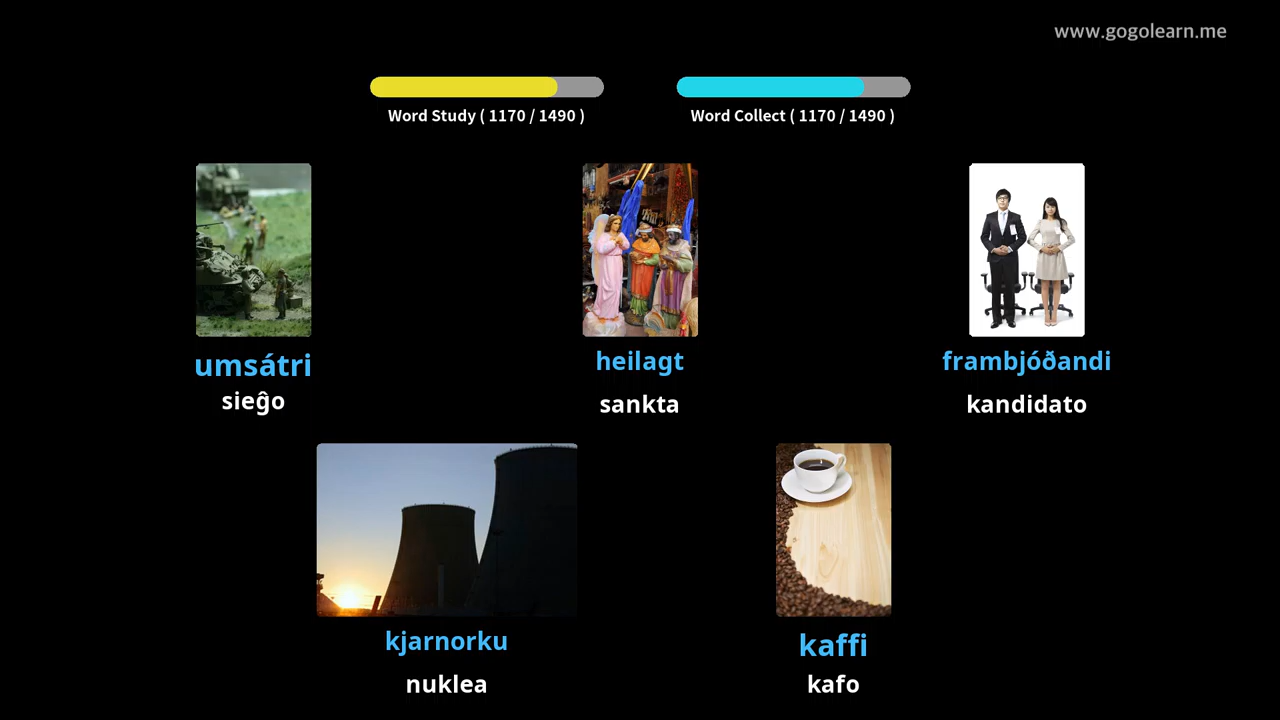 www.gogolearn.me
Word Study ( 1170 / 1490 )
Word Collect ( 1170 / 1490 )
umsátri
sieĝo
heilagt
sankta
frambjóðandi
kandidato
kjarnorku
nuklea
kaffi
kafo